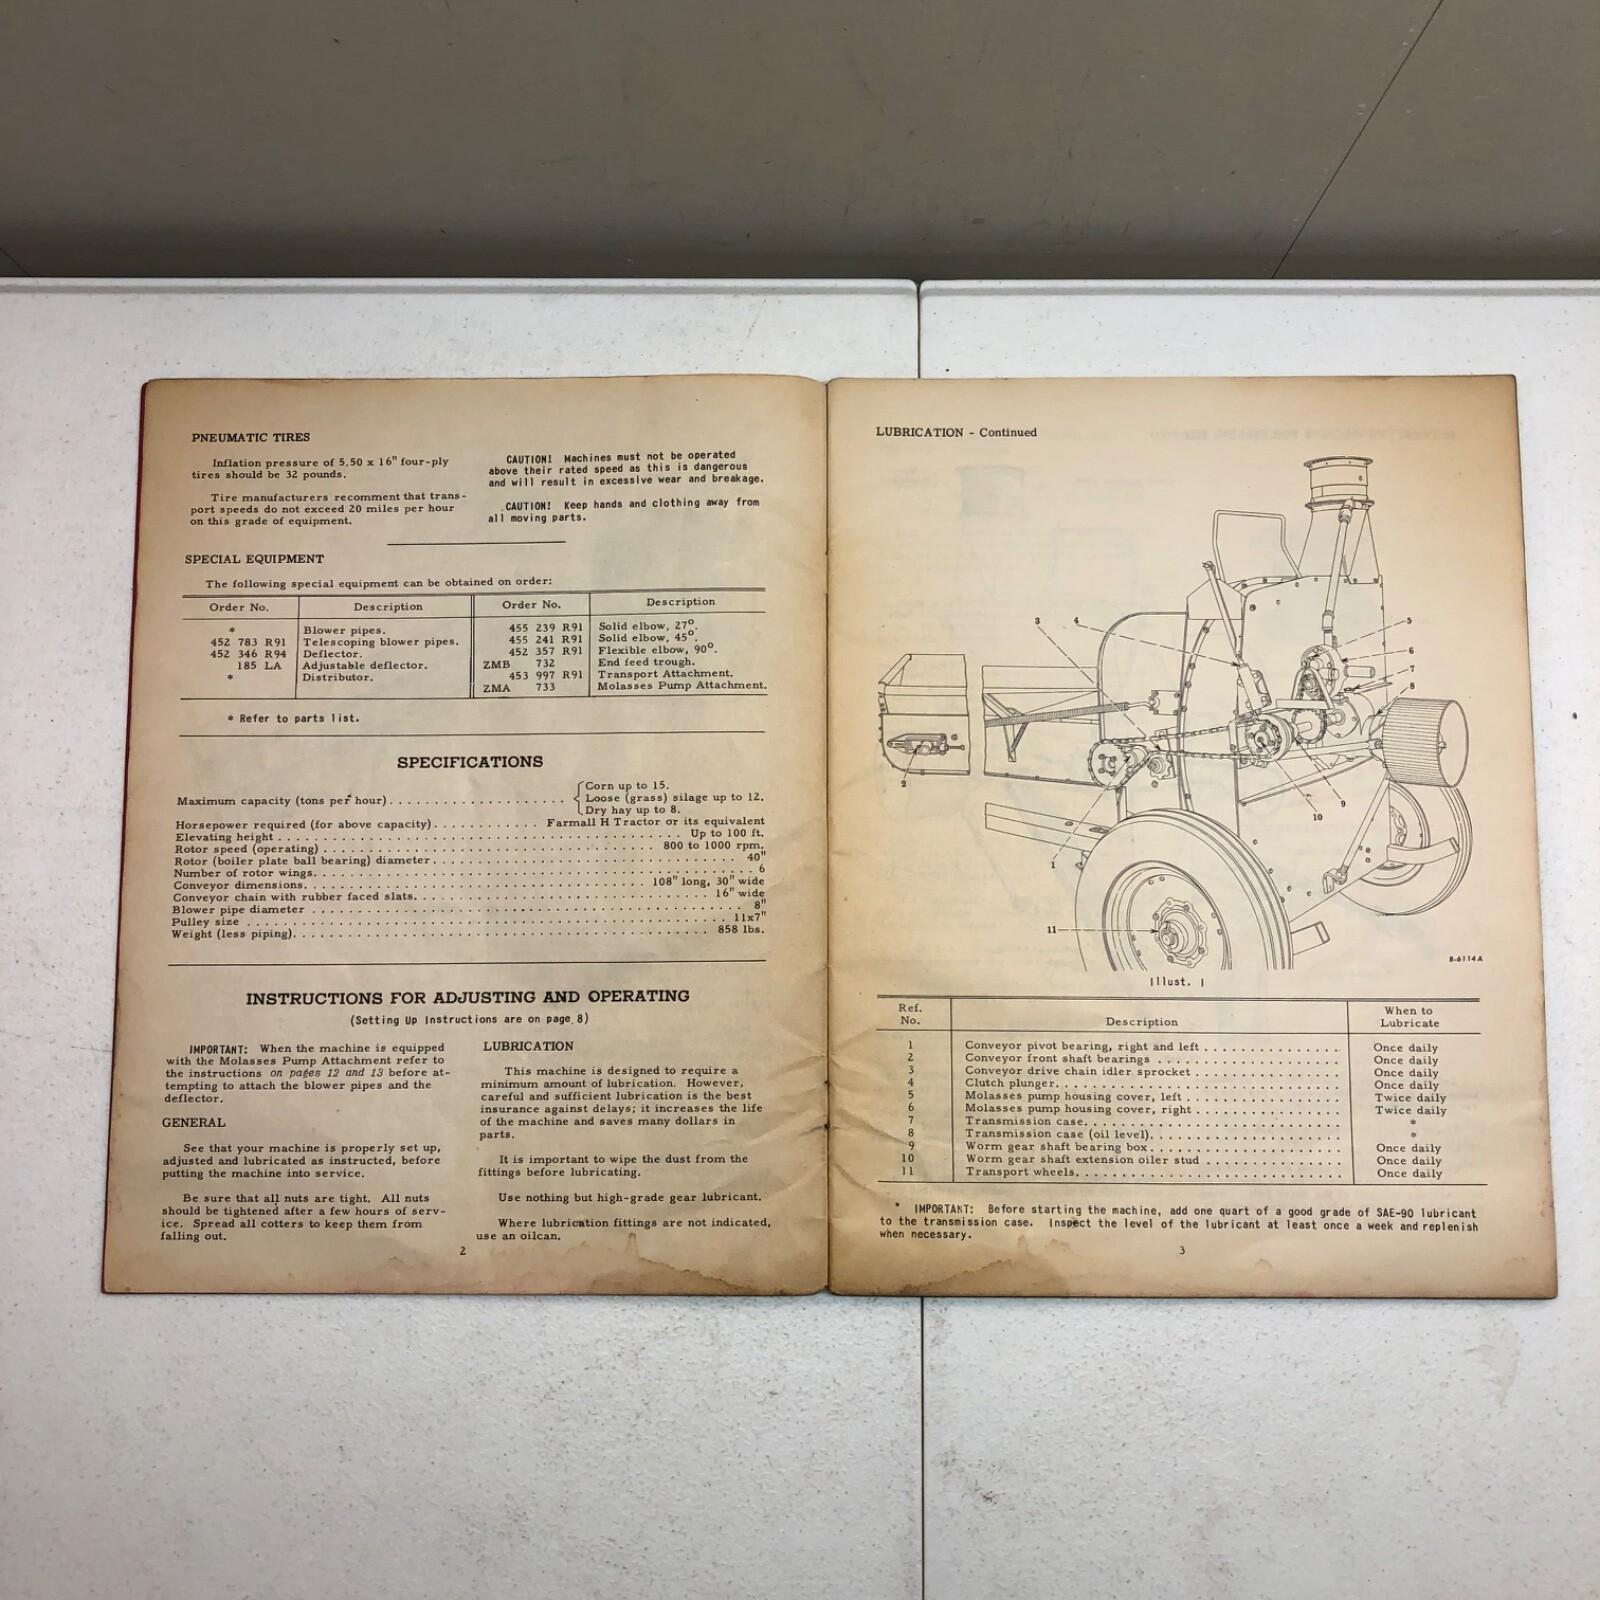 PNEUMATIC TIRES
Inflation pressure of 5.50 x 16" four-ply
tires should be 32 pounds.
Tire manufacturers recomment that trans-
port speeds do not exceed 20 miles per hour
on this grade of equipment.
CAUTION! Machines must not be operated
above their rated speed as this is dangerous
and will result in excessive wear and breakage.
CAUTION! Keep hands and clothing away from
all moving parts.
SPECIAL EQUIPMENT
The following special equipment can be obtained on order:
Order No. Description Order No. Description
* Blower pipes. 455 239 R91 Solid elbow, 27°.
452 783 R91 Telescoping blower pipes. 455 241 R91 Solid elbow, 45°.
452 346 R94 Deflector. 452 357 R91 Flexible elbow, 90°.
185 LA Adjustable deflector. ZMB 732 End feed trough.
* Distributor. 453 997 R91 Transport Attachment.
ZMA 733 Molasses Pump Attachment.
* Refer to parts list.
SPECIFICATIONS
Corn up to 15.
Maximum capacity (tons per hour) . . . . . . . . . . . . . . . . . . . . Loose (grass) silage up to 12.
Dry hay up to 8.
Horsepower required (for above capacity) . . . . . . . . . . . . Farmall H Tractor or its equivalent
Elevating height . . . . . . . . . . . . . . . . . . . . Up to 100 ft.
Rotor speed (operating) . . . . . . . . . . . . . . . . . . . . 800 to 1000 rpm.
Rotor (boiler plate ball bearing) diameter . . . . . . . . . . . . . . . . . . . . 40"
Number of rotor wings. . . . . . . . . . . . . . . . . . . . 6
Conveyor dimensions. . . . . . . . . . . . . . . . . . . . 108" long, 30" wide
Conveyor chain with rubber faced slats. . . . . . . . . . . . . . . . . . . . 16" wide
Blower pipe diameter . . . . . . . . . . . . . . . . . . . . 8"
Pulley size . . . . . . . . . . . . . . . . . . . . 11x7"
Weight (less piping). . . . . . . . . . . . . . . . . . . . 858 lbs.
INSTRUCTIONS FOR ADJUSTING AND OPERATING
(Setting Up Instructions are on page 8)
IMPORTANT: When the machine is equipped
with the Molasses Pump Attachment refer to
the instructions on pages 12 and 13 before at-
tempting to attach the blower pipes and the
deflector.
GENERAL
See that your machine is properly set up,
adjusted and lubricated as instructed, before
putting the machine into service.
Be sure that all nuts are tight. All nuts
should be tightened after a few hours of serv-
ice. Spread all cotters to keep them from
falling out.
LUBRICATION
This machine is designed to require a
minimum amount of lubrication. However,
careful and sufficient lubrication is the best
insurance against delays; it increases the life
of the machine and saves many dollars in
parts.
It is important to wipe the dust from the
fittings before lubricating.
Use nothing but high-grade gear lubricant.
Where lubrication fittings are not indicated,
use an oilcan.
2
LUBRICATION - Continued
3 4 5
6
7
8
2
9
10
1
11
B-6114A
Illust. 1
Ref. No. Description When to Lubricate
1 Conveyor pivot bearing, right and left . . . . . . . . . . . . . . . Once daily
2 Conveyor front shaft bearings . . . . . . . . . . . . . . . Once daily
3 Conveyor drive chain idler sprocket . . . . . . . . . . . . . . . Once daily
4 Clutch plunger. . . . . . . . . . . . . . . Once daily
5 Molasses pump housing cover, left . . . . . . . . . . . . . . . Twice daily
6 Molasses pump housing cover, right . . . . . . . . . . . . . . . Twice daily
7 Transmission case. . . . . . . . . . . . . . . *
8 Transmission case (oil level). . . . . . . . . . . . . . . *
9 Worm gear shaft bearing box. . . . . . . . . . . . . . . Once daily
10 Worm gear shaft extension oiler stud . . . . . . . . . . . . . . . Once daily
11 Transport wheels. . . . . . . . . . . . . . . Once daily
* IMPORTANT: Before starting the machine, add one quart of a good grade of SAE-90 lubricant
to the transmission case. Inspect the level of the lubricant at least once a week and replenish
when necessary.
3